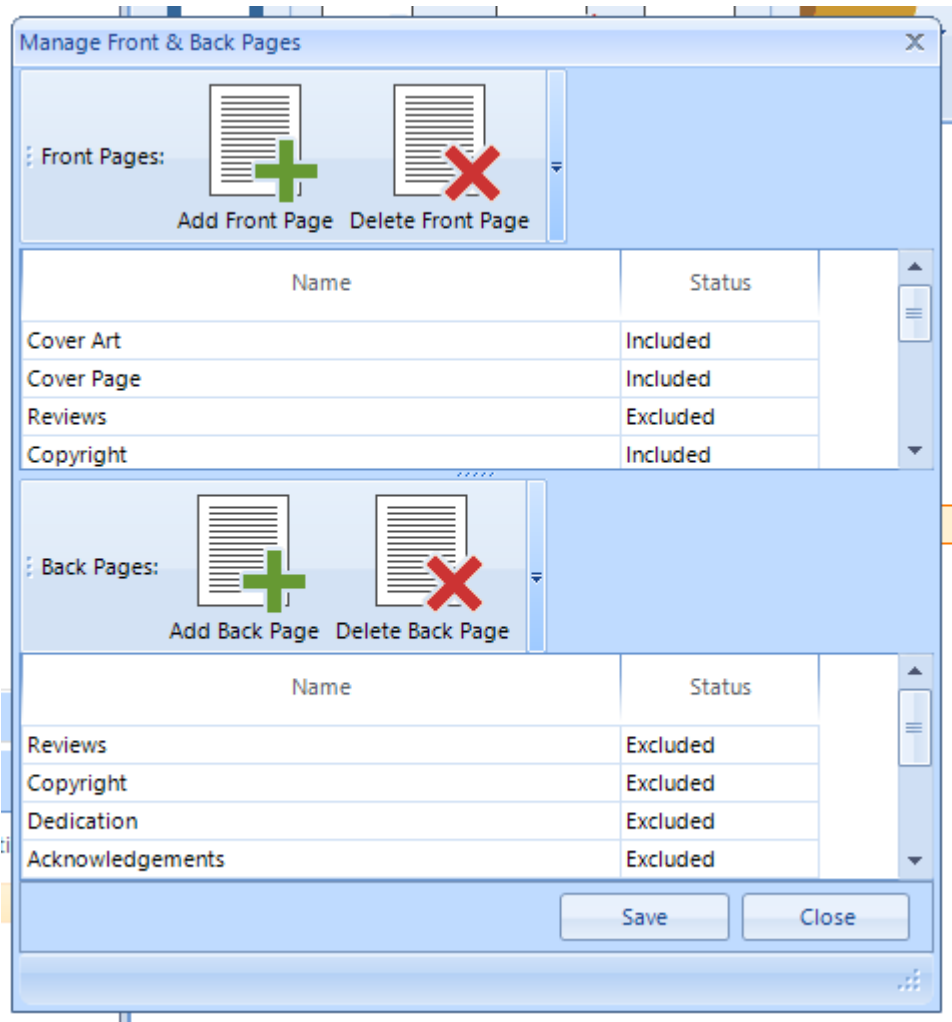 Manage Front & Back Pages
Front Pages:
Add Front Page Delete Front Page
Name Status
Cover Art Included
Cover Page Included
Reviews Excluded
Copyright Included
Back Pages:
Add Back Page Delete Back Page
Name Status
Reviews Excluded
Copyright Excluded
Dedication Excluded
Acknowledgements Excluded
Save Close